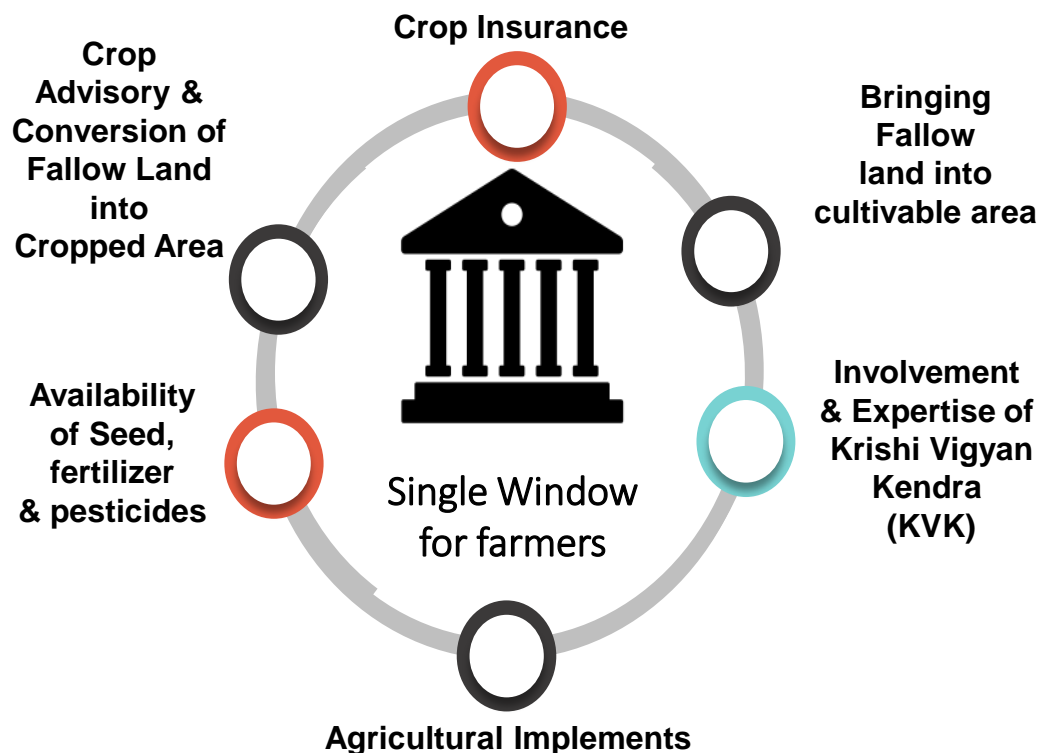 Crop Insurance
Crop
Advisory &
Conversion of
Fallow Land
into
Cropped Area
Bringing
Fallow
land into
cultivable area
Availability
of Seed,
fertilizer
& pesticides
Involvement
& Expertise of
Krishi Vigyan
Kendra
(KVK)
Single Window
for farmers
Agricultural Implements